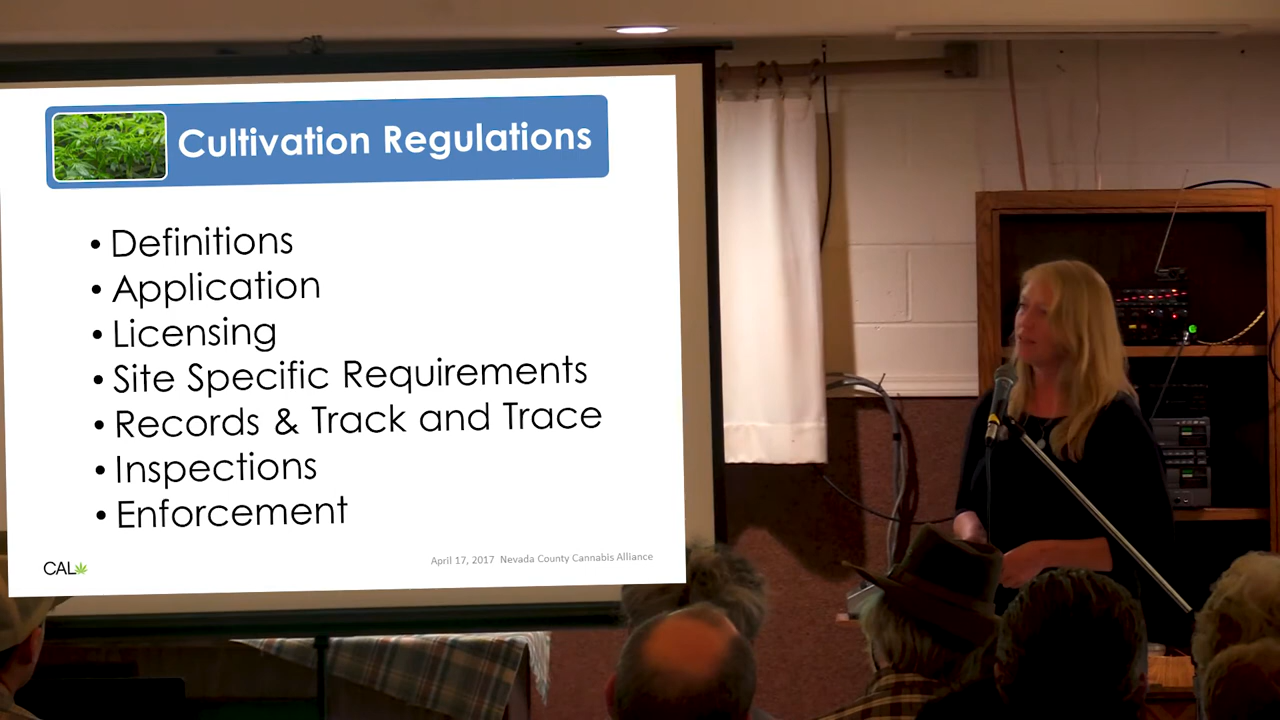 Cultivation Regulations
• Definitions
• Application
• Licensing
• Site Specific Requirements
• Records & Track and Trace
• Inspections
• Enforcement
CAL
April 17, 2017 Nevada County Cannabis Alliance